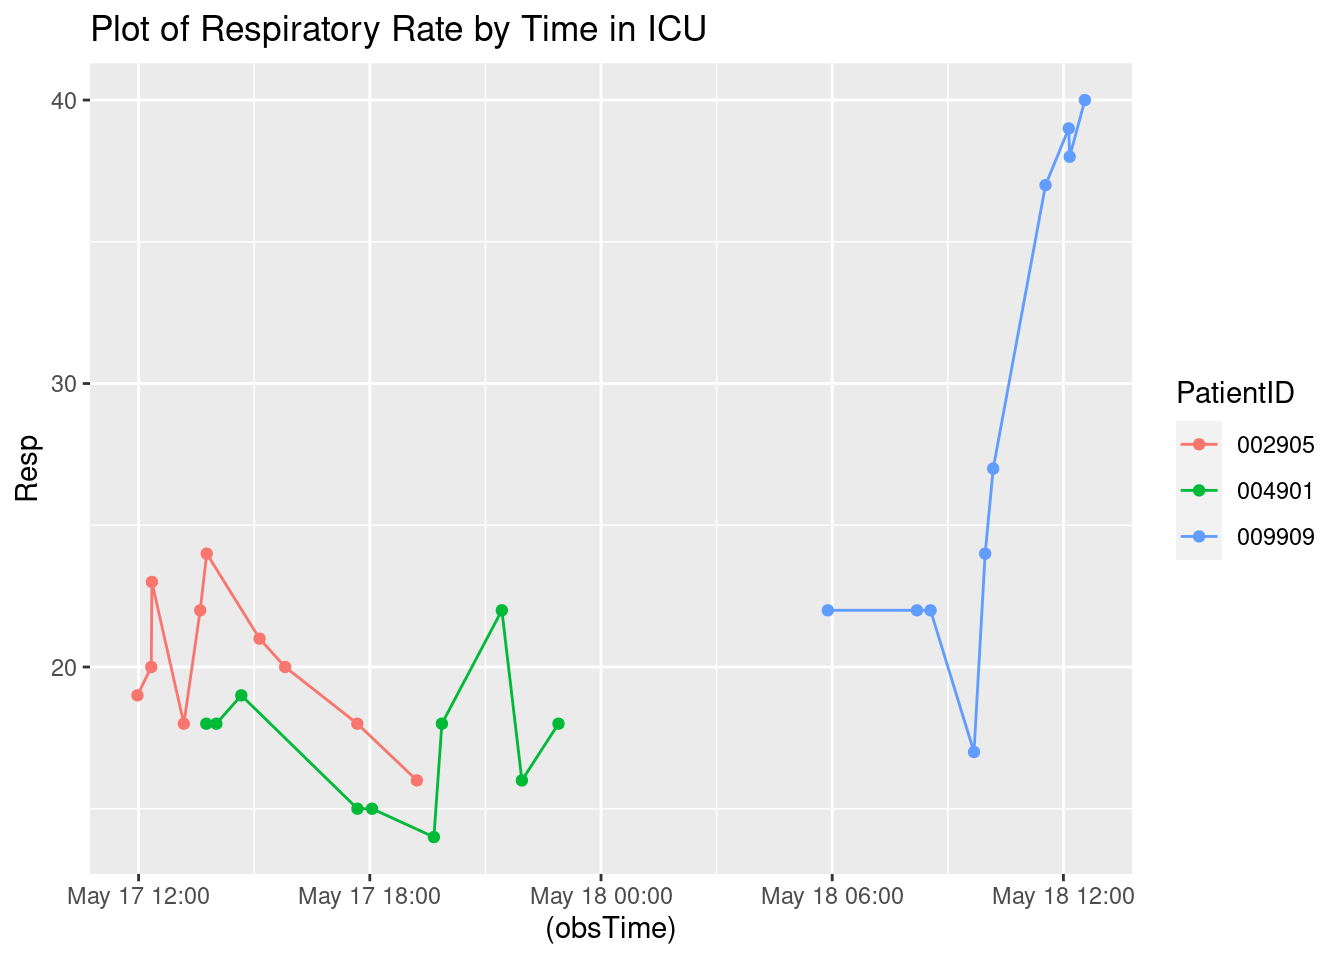 Plot of Respiratory Rate by Time in ICU
40
30
20
Resp
May 17 12:00
May 17 18:00
May 18 00:00
May 18 06:00
May 18 12:00
(obsTime)
PatientID
002905
004901
009909